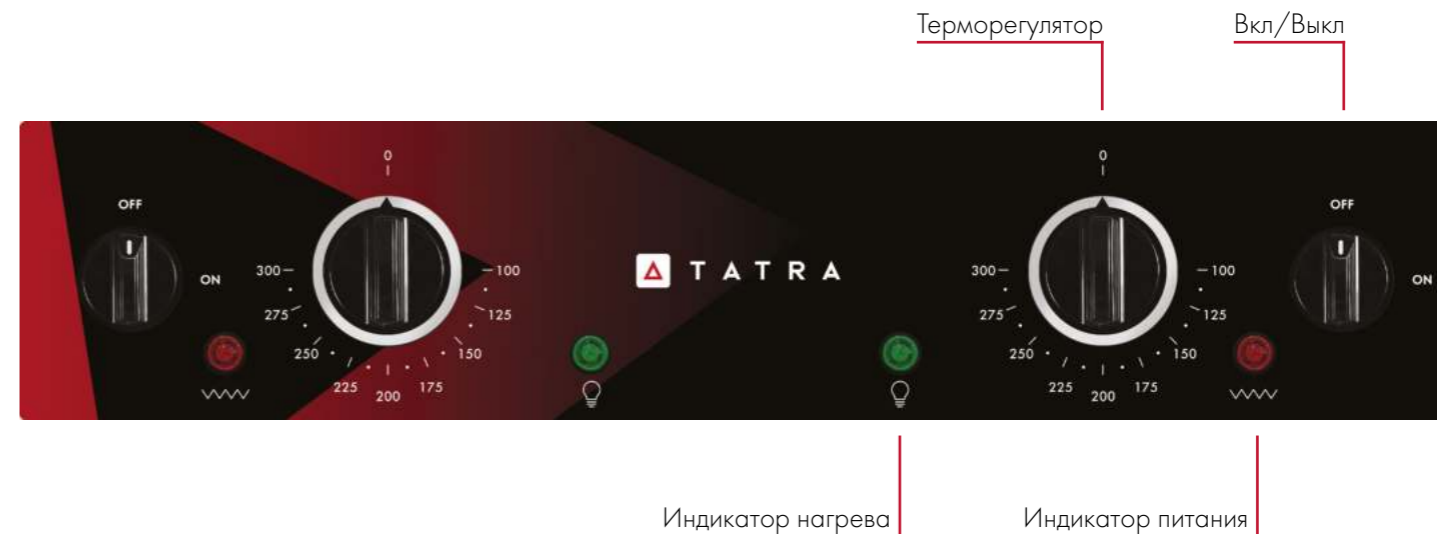 Терморегулятор
Вкл/Выкл
0
0
OFF
OFF
ON
300
100
TATRA
300
100
ON
275
125
275
125
250
150
250
150
225
200
175
225
200
175
Индикатор нагрева
Индикатор питания